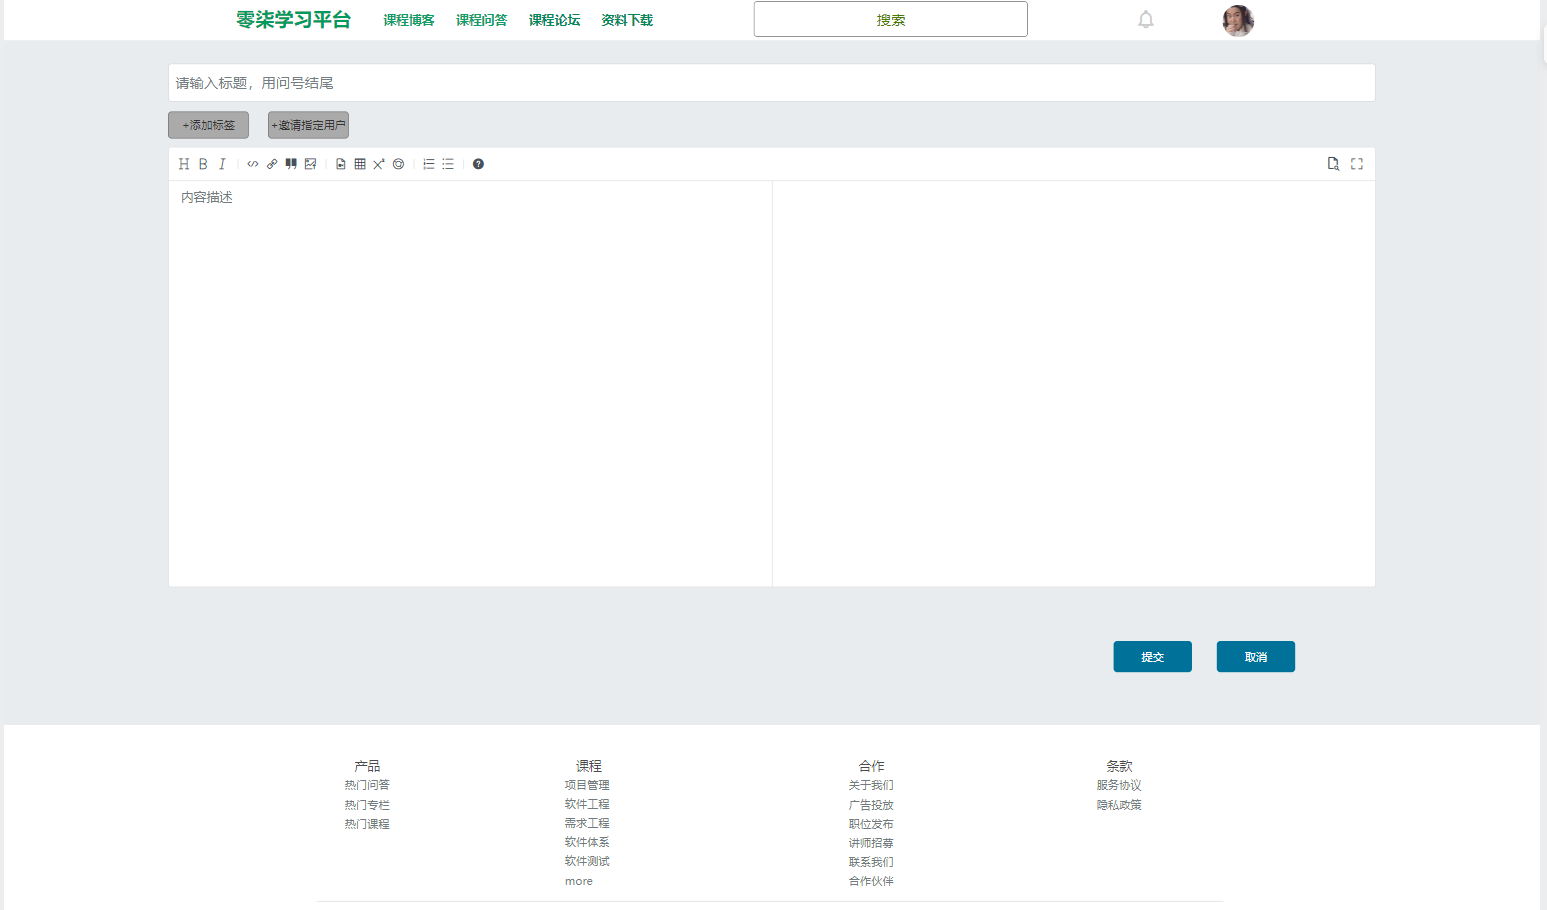 零柒学习平台 课程博客 课程问答 课程论坛 资料下载 搜索
请输入标题，用问号结尾
+添加标签 +邀请指定用户
H B I
内容描述
提交 取消
产品 课程 合作 条款
热门问答 项目管理 关于我们 服务协议
热门专栏 软件工程 广告投放 隐私政策
热门课程 需求工程 职位发布
软件体系 讲师招募
软件测试 联系我们
more 合作伙伴